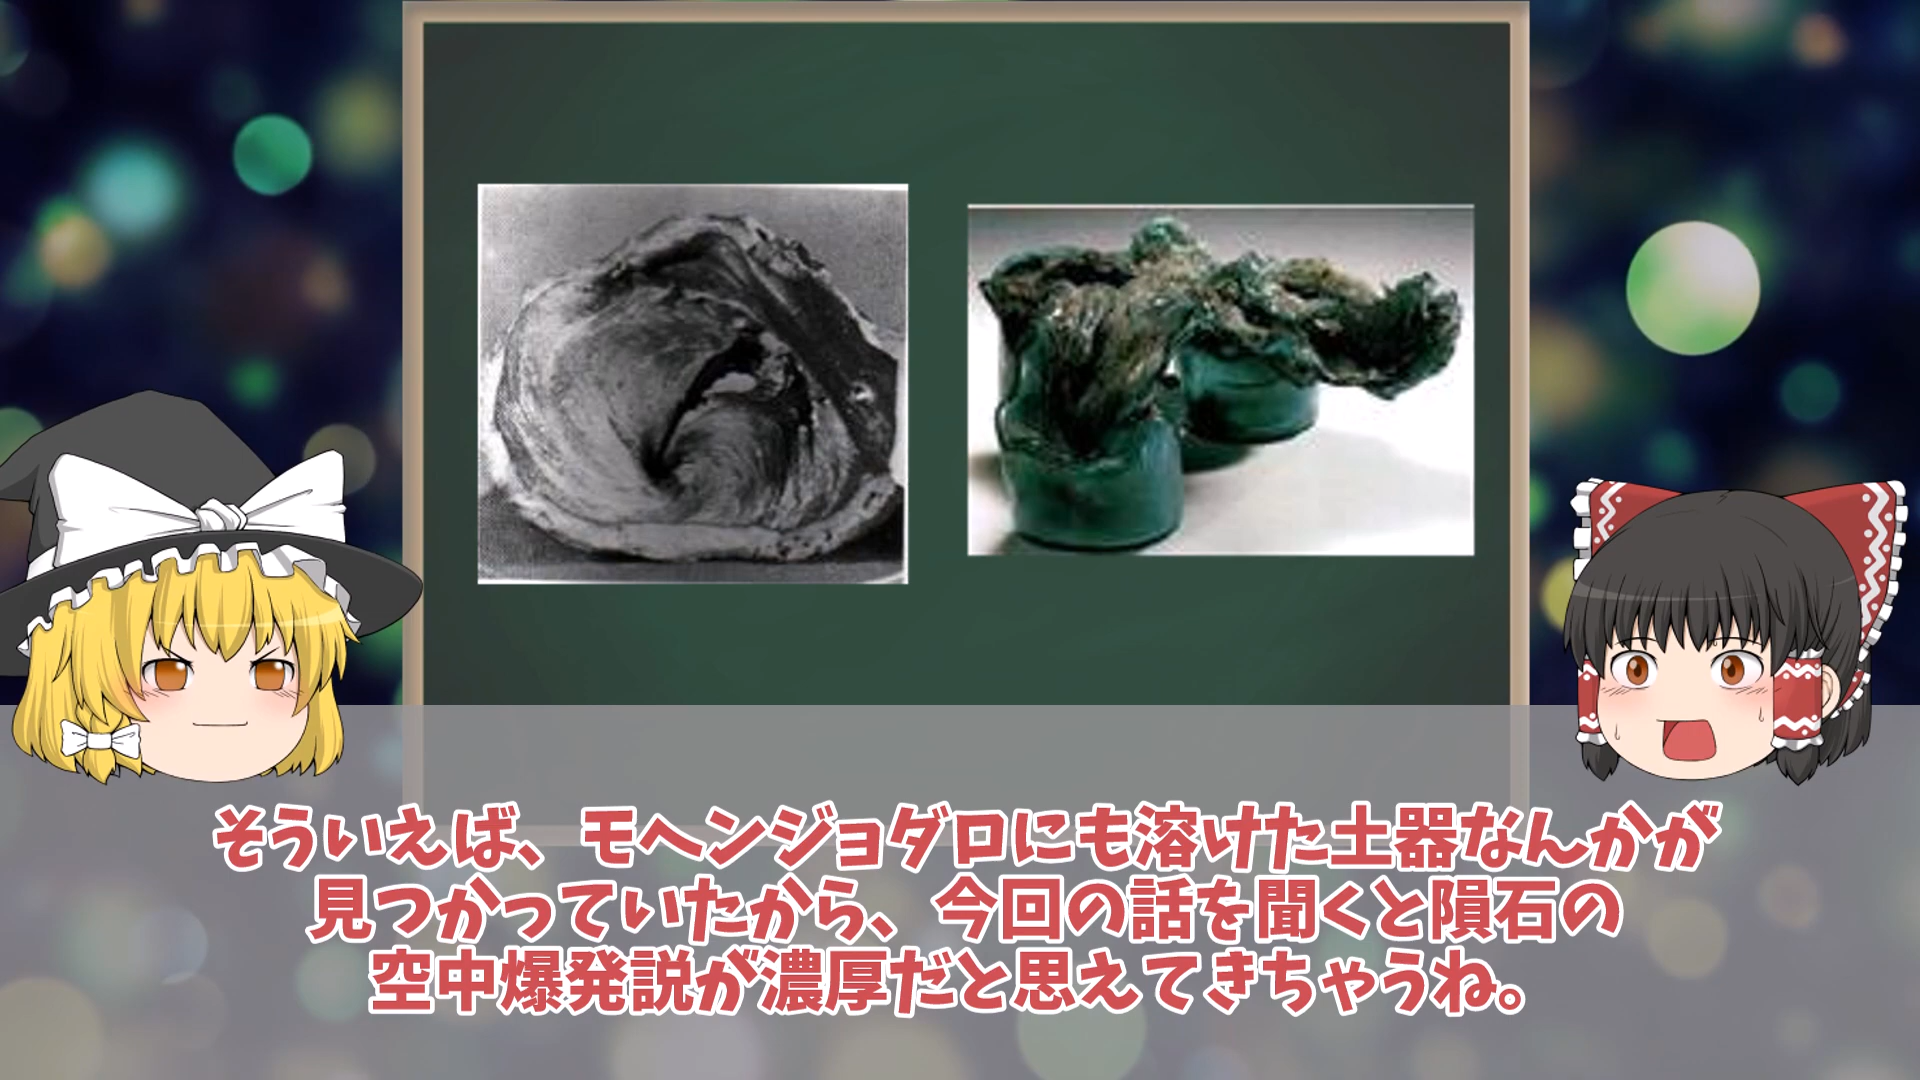 そういえば、モヘンジョダロにも溶けた土器なんかが
見つかっていたから、今回の話を聞くと隕石の
空中爆発説が濃厚だと思えてきちゃうね。